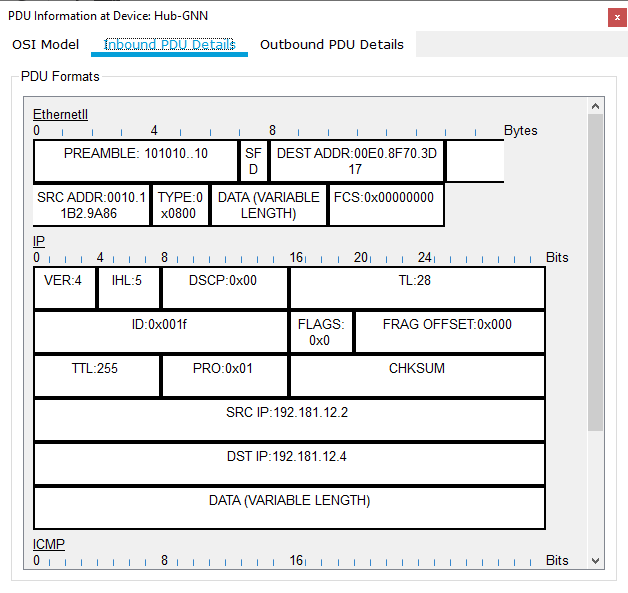 PDU Information at Device: Hub-GNN
x
OSI Model Inbound PDU Details Outbound PDU Details
PDU Formats
EthernetII
0 4 8 Bytes
PREAMBLE: 101010..10 SF DEST ADDR:00E0.8F70.3D
D 17
SRC ADDR:0010.1 TYPE:0 DATA (VARIABLE FCS:0x00000000
1B2.9A86 x0800 LENGTH)
IP
0 4 8 16 20 24 Bits
VER:4 IHL:5 DSCP:0x00 TL:28
ID:0x001f FLAGS: FRAG OFFSET:0x000
0x0
TTL:255 PRO:0x01 CHKSUM
SRC IP:192.181.12.2
DST IP:192.181.12.4
DATA (VARIABLE LENGTH)
ICMP
0 8 16 Bits